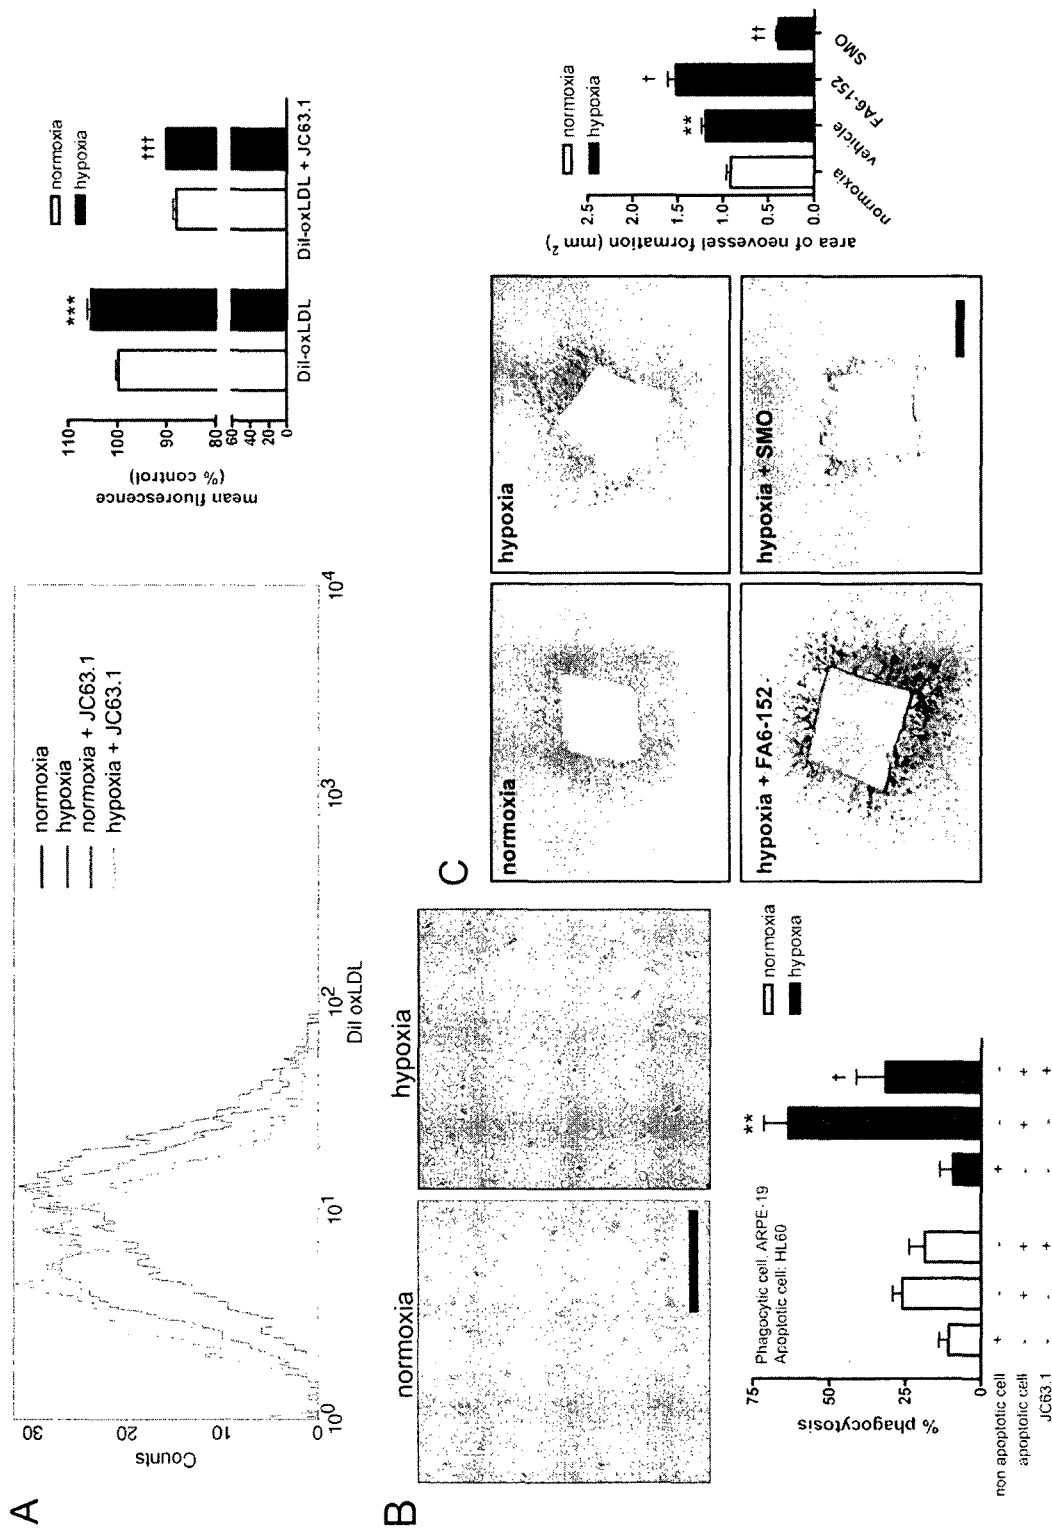 A
Counts
30
20
10
0
10^0
10^1
10^2
10^3
10^4
Dil oxLDL
normoxia
hypoxia
normoxia + JC63.1
hypoxia + JC63.1
mean fluorescence
(% control)
110
100
90
80
60
40
20
0
***
†††
Dil-oxLDL
Dil-oxLDL + JC63.1
normoxia
hypoxia
B
normoxia
hypoxia
% phagocytosis
75
50
25
0
Phagocytic cell: ARPE-19
Apoptotic cell: HL60
**
†
normoxia
hypoxia
non apoptotic cell + - - + - -
apoptotic cell - + + - + +
JC63.1 - - + - - +
C
normoxia
hypoxia
hypoxia + FA6-152
hypoxia + SMO
area of neovessel formation (mm²)
2.5
2.0
1.5
1.0
0.5
0.0
**
†
††
normoxia
vehicle
FA6-152
SMO
normoxia
hypoxia